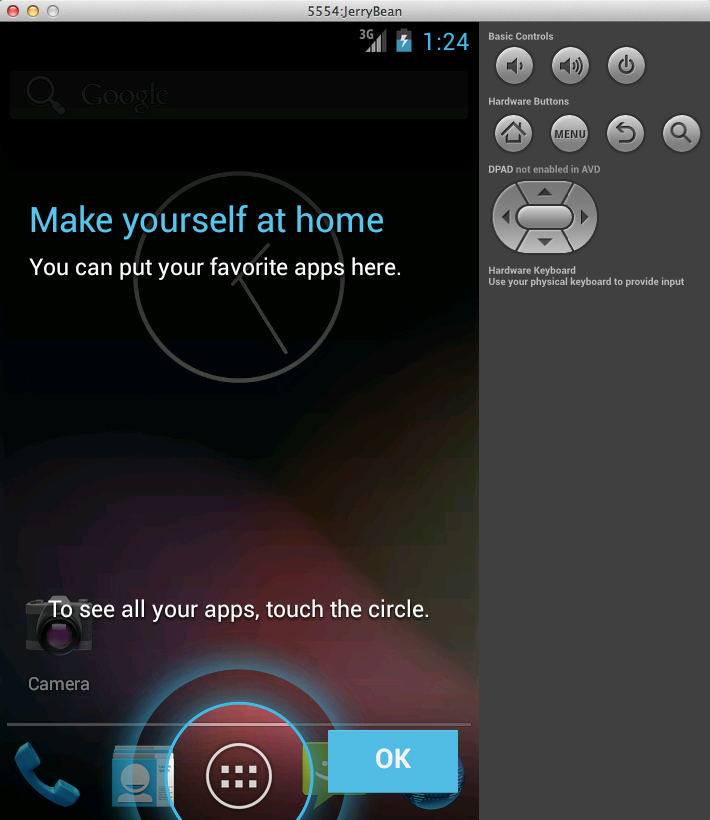 5554:JerryBean
3G
1:24
Google
Make yourself at home
You can put your favorite apps here.
To see all your apps, touch the circle.
Camera
OK
Basic Controls
Hardware Buttons
MENU
DPAD not enabled in AVD
Hardware Keyboard
Use your physical keyboard to provide input